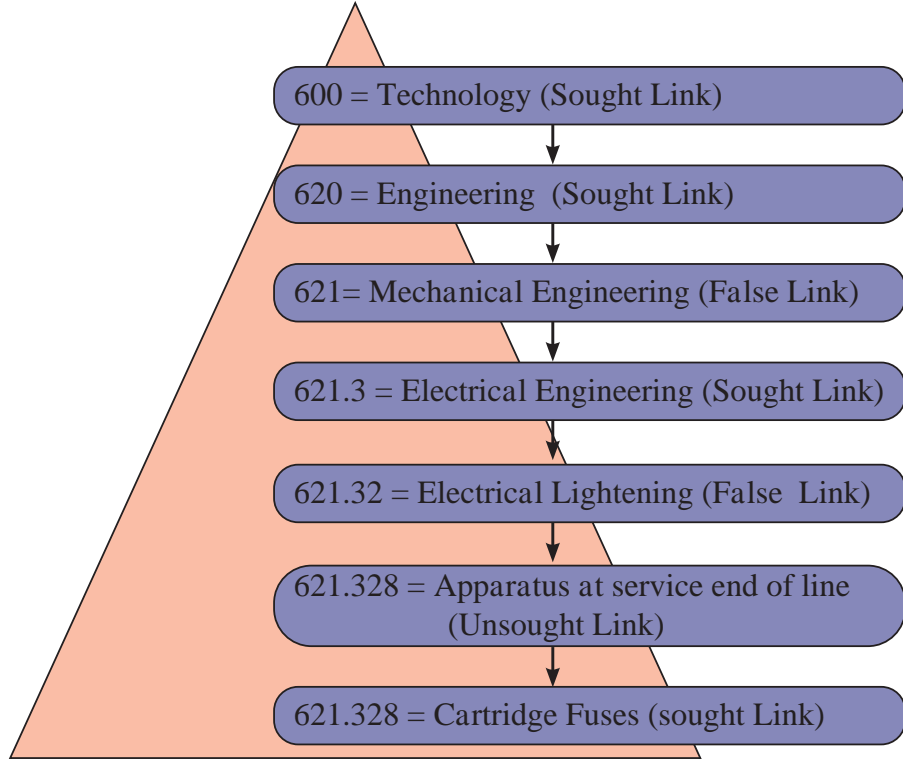 600 = Technology (Sought Link)
620 = Engineering (Sought Link)
621= Mechanical Engineering (False Link)
621.3 = Electrical Engineering (Sought Link)
621.32 = Electrical Lightening (False Link)
621.328 = Apparatus at service end of line
(Unsought Link)
621.328 = Cartridge Fuses (sought Link)